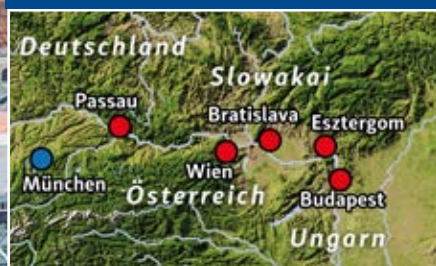 Deutschland
Slowakai
Passau
Bratislava
Esztergom
München
Wien
Österreich
Budapest
Ungarn